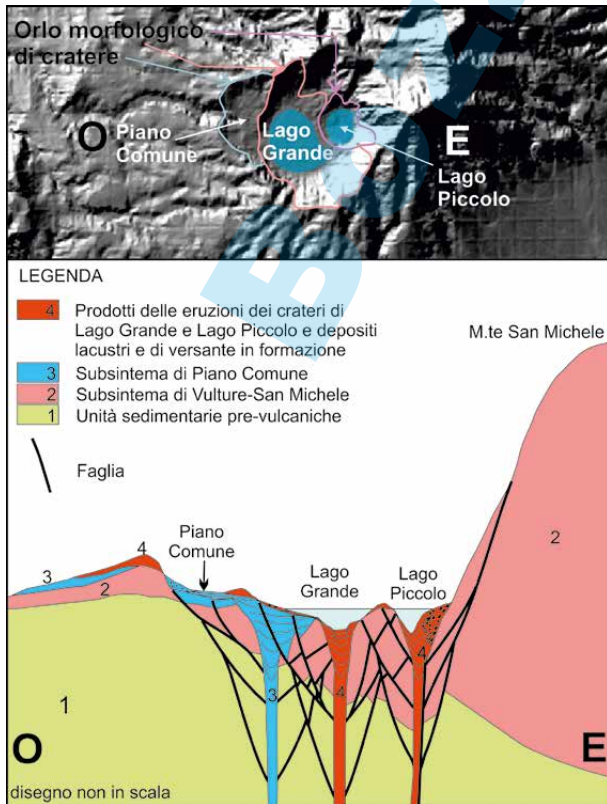 Orlo morfologico
di cratere
O
Piano
Comune
Lago
Grande
E
Lago
Piccolo
LEGENDA
4 Prodotti delle eruzioni dei crateri di
Lago Grande e Lago Piccolo e depositi
lacustri e di versante in formazione
3 Subsintema di Piano Comune
2 Subsintema di Vulture-San Michele
1 Unità sedimentarie pre-vulcaniche
Faglia
M.te San Michele
2
Piano
Comune
4
3
2
Lago
Grande
Lago
Piccolo
4
3
4
1
O
E
disegno non in scala